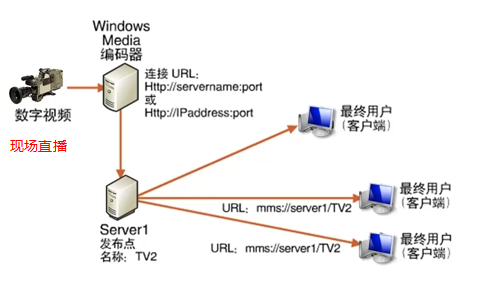 Windows
Media
编码器
连接 URL：
Http://servername:port
或
Http://IPaddress:port
数字视频
现场直播
最终用户
（客户端）
最终用户
（客户端）
URL：mms://server1/TV2
Server1
发布点
名称：TV2
最终用户
（客户端）
URL：mms://server1/TV2